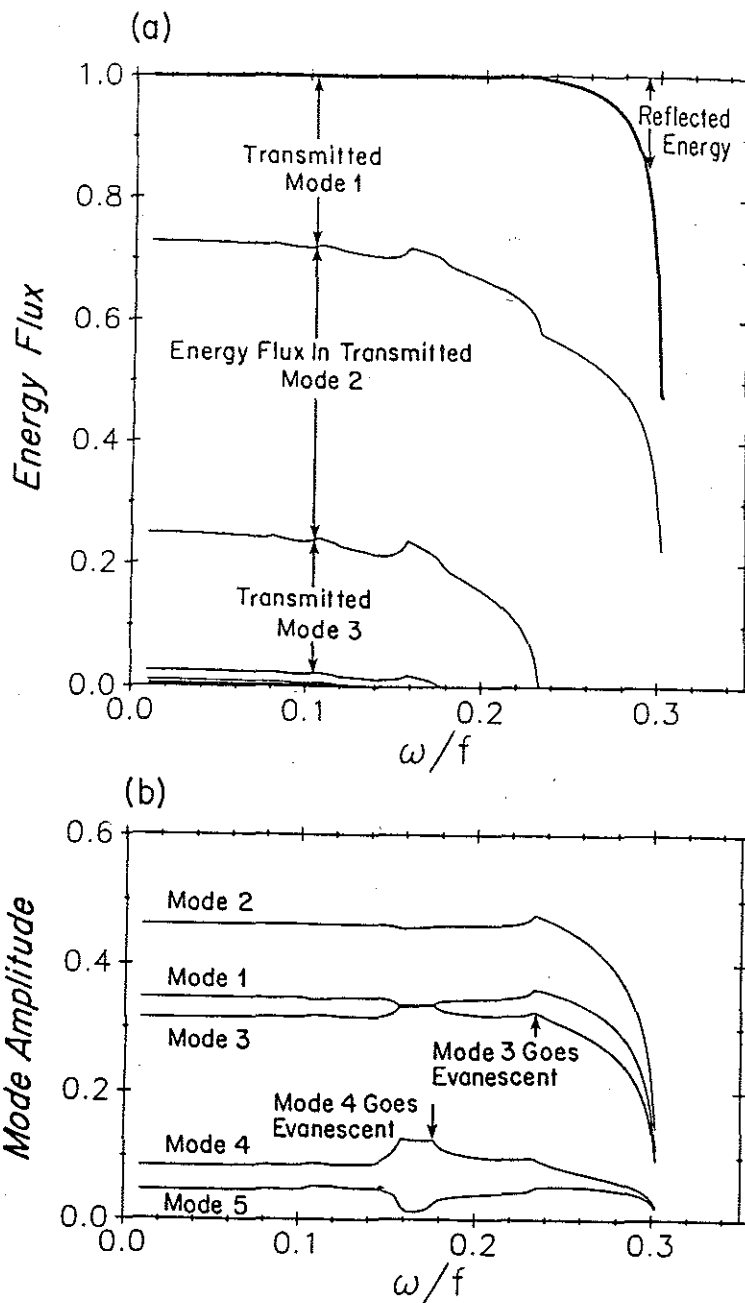 (a)
1.0
0.8
0.6
0.4
0.2
0.0
Energy Flux
Transmitted
Mode 1
Reflected
Energy
Energy Flux In Transmitted
Mode 2
Transmitted
Mode 3
0.0
0.1
0.2
0.3
ω/f
(b)
0.6
0.4
0.2
0.0
Mode Amplitude
Mode 2
Mode 1
Mode 3
Mode 3 Goes
Evanescent
Mode 4 Goes
Evanescent
Mode 4
Mode 5
0.0
0.1
0.2
0.3
ω/f